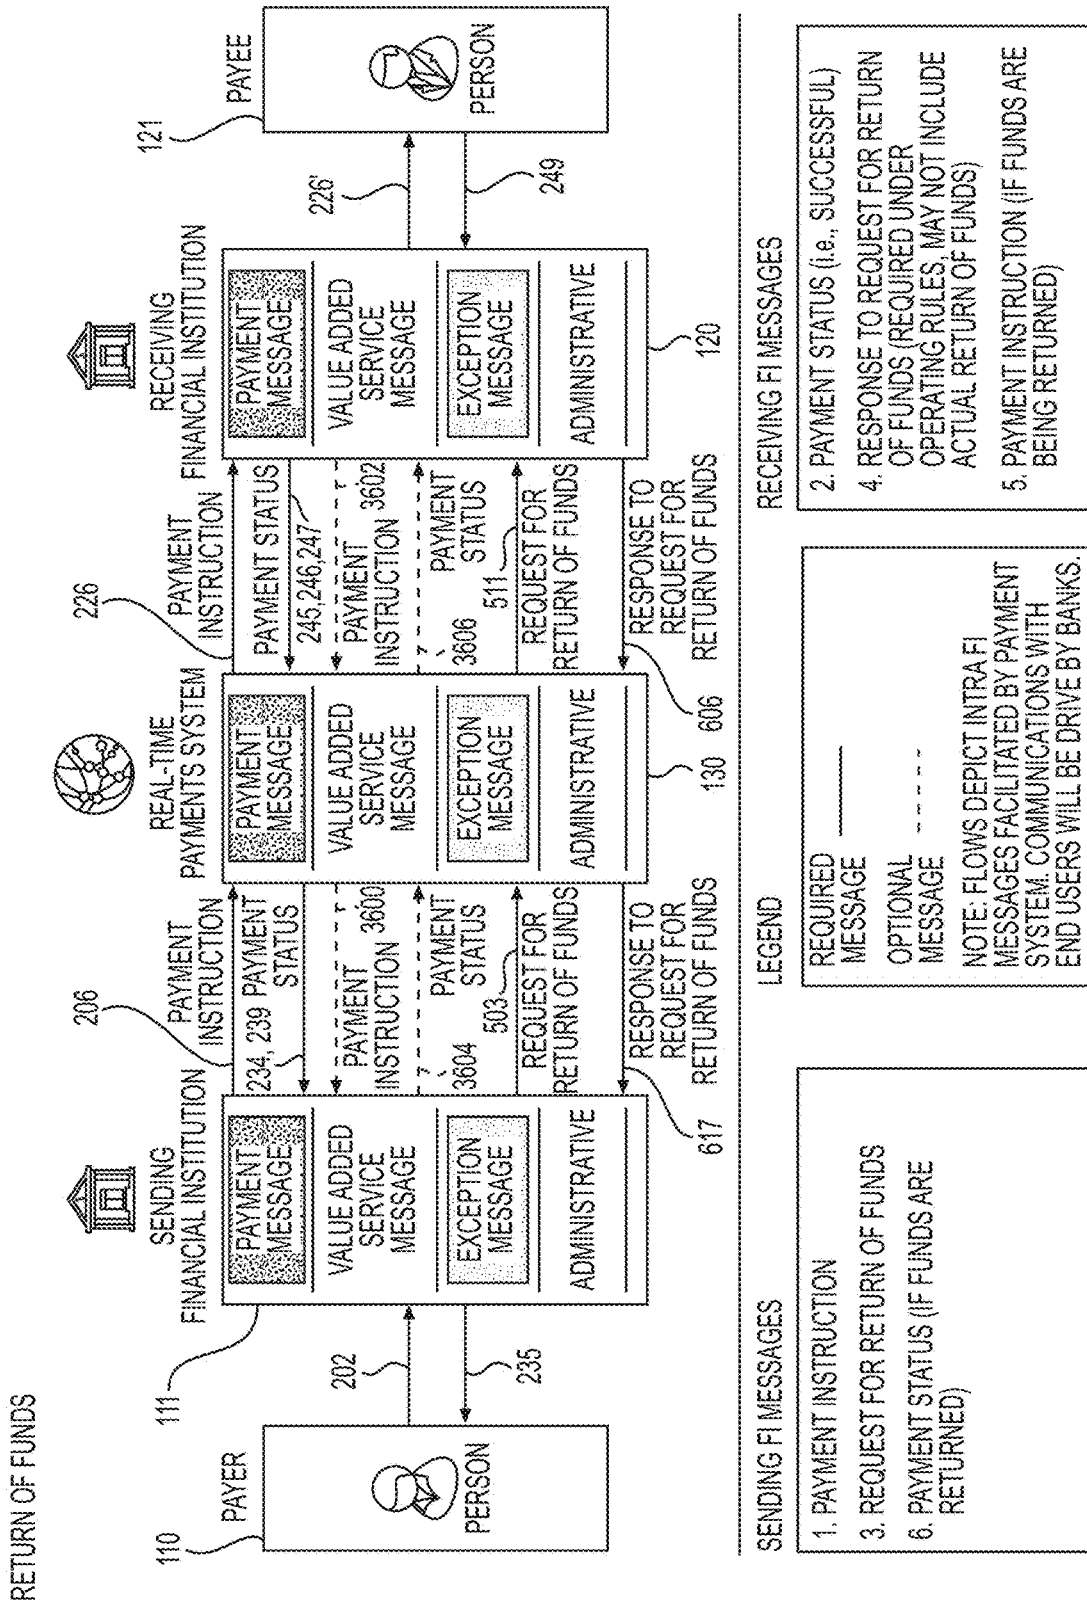 RETURN OF FUNDS
PAYER
110
PERSON
202
235
SENDING
FINANCIAL INSTITUTION
111
PAYMENT
MESSAGE
VALUE ADDED
SERVICE
MESSAGE
EXCEPTION
MESSAGE
ADMINISTRATIVE
206
PAYMENT
INSTRUCTION
234, 239 PAYMENT
STATUS
PAYMENT 3600
INSTRUCTION
PAYMENT
STATUS
3604
503
REQUEST FOR
RETURN OF FUNDS
RESPONSE TO
REQUEST FOR
RETURN OF FUNDS
617
REAL-TIME
PAYMENTS SYSTEM
PAYMENT
MESSAGE
VALUE ADDED
SERVICE
MESSAGE
EXCEPTION
MESSAGE
ADMINISTRATIVE
130
226
PAYMENT
INSTRUCTION
PAYMENT STATUS
245,246,247
PAYMENT 3602
INSTRUCTION
PAYMENT
STATUS
3606
511
REQUEST FOR
RETURN OF FUNDS
RESPONSE TO
REQUEST FOR
RETURN OF FUNDS
606
RECEIVING
FINANCIAL INSTITUTION
PAYMENT
MESSAGE
VALUE ADDED
SERVICE
MESSAGE
EXCEPTION
MESSAGE
ADMINISTRATIVE
120
226'
249
PAYEE
121
PERSON
SENDING FI MESSAGES
1. PAYMENT INSTRUCTION
3. REQUEST FOR RETURN OF FUNDS
6. PAYMENT STATUS (IF FUNDS ARE
RETURNED)
LEGEND
REQUIRED
MESSAGE
OPTIONAL
MESSAGE
NOTE: FLOWS DEPICT INTRA FI
MESSAGES FACILITATED BY PAYMENT
SYSTEM. COMMUNICATIONS WITH
END USERS WILL BE DRIVE BY BANKS.
RECEIVING FI MESSAGES
2. PAYMENT STATUS (i.e., SUCCESSFUL)
4. RESPONSE TO REQUEST FOR RETURN
OF FUNDS (REQUIRED UNDER
OPERATING RULES, MAY NOT INCLUDE
ACTUAL RETURN OF FUNDS)
5. PAYMENT INSTRUCTION (IF FUNDS ARE
BEING RETURNED)